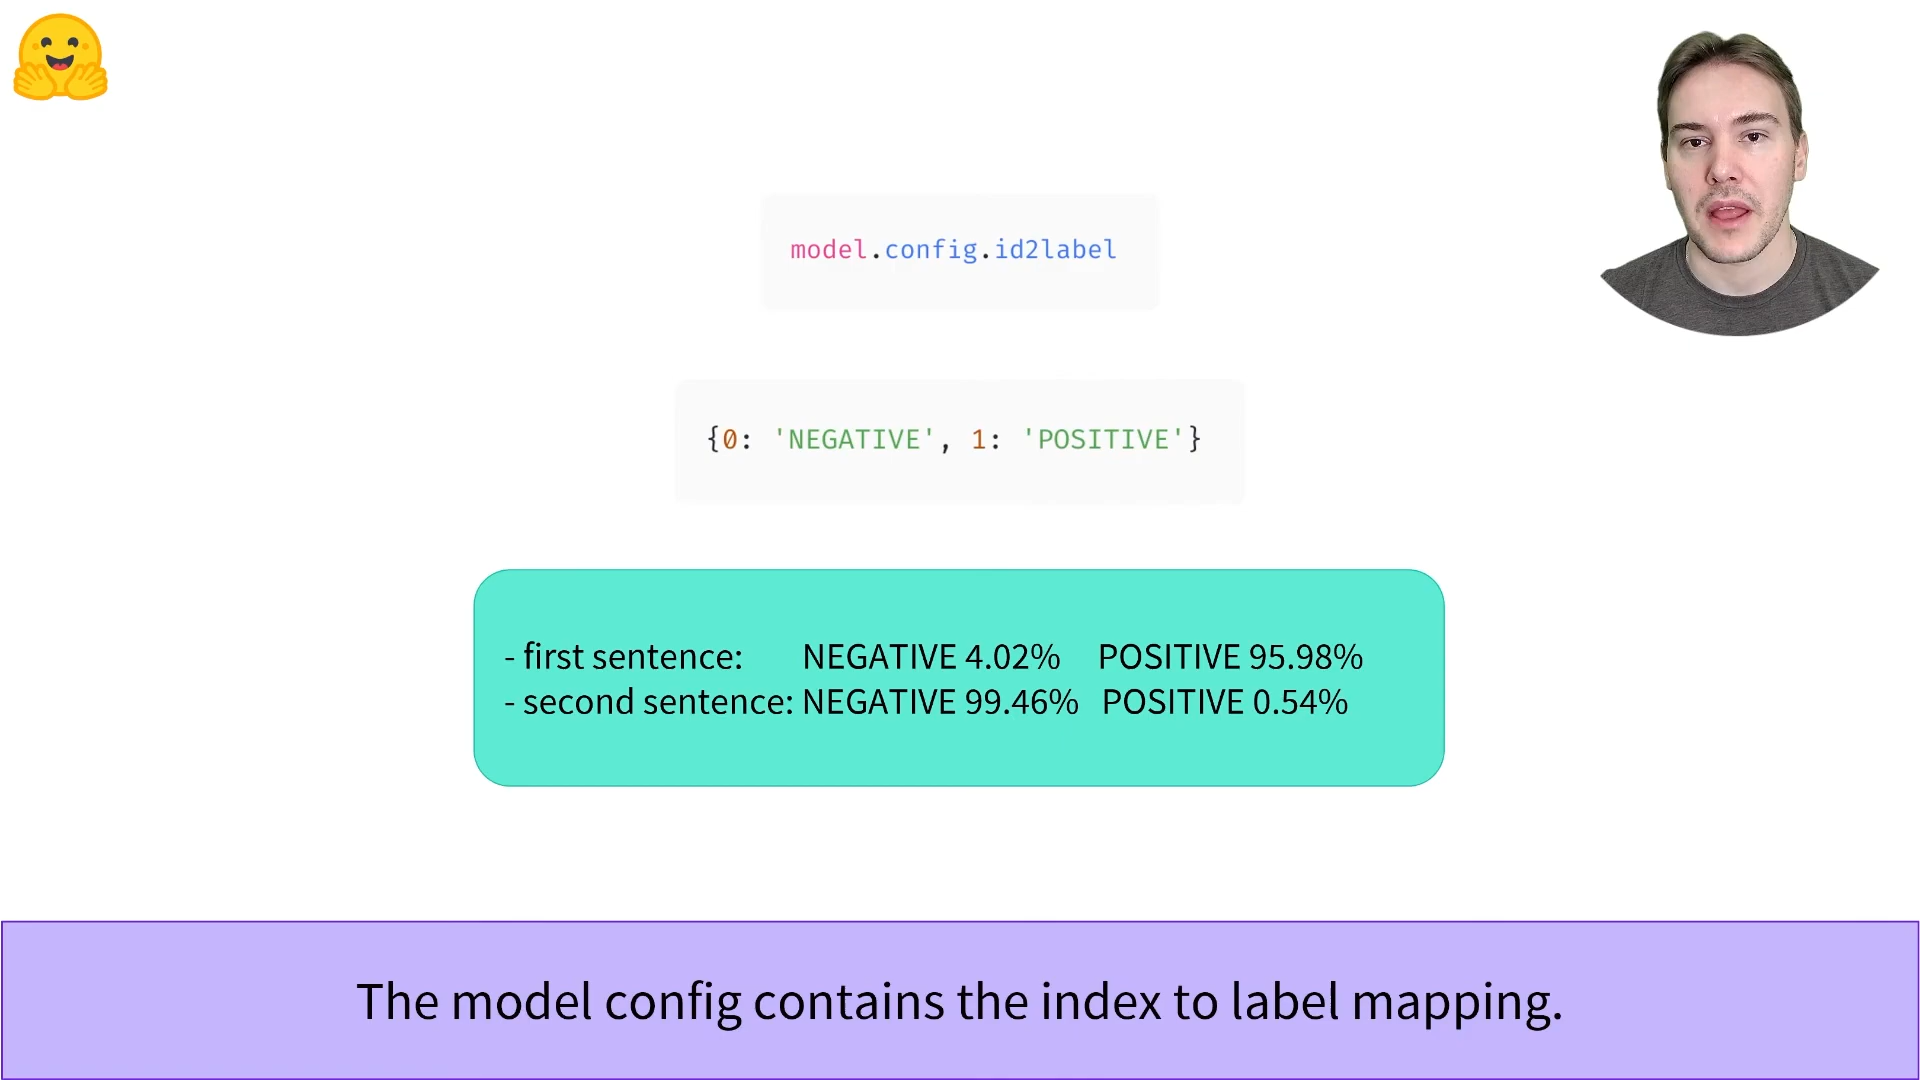 model.config.id2label
{0: 'NEGATIVE', 1: 'POSITIVE'}
- first sentence: NEGATIVE 4.02% POSITIVE 95.98%
- second sentence: NEGATIVE 99.46% POSITIVE 0.54%
The model config contains the index to label mapping.